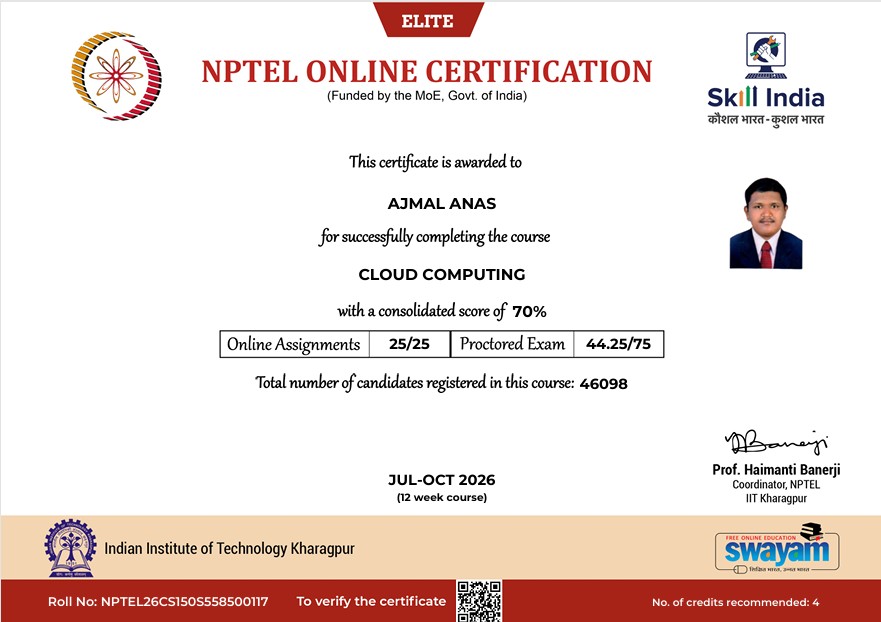 ELITE
NPTEL ONLINE CERTIFICATION
(Funded by the MoE, Govt. of India)
Skill India
कौशल भारत - कुशल भारत
This certificate is awarded to
AJMAL ANAS
for successfully completing the course
CLOUD COMPUTING
with a consolidated score of 70%
Online Assignments 25/25 Proctored Exam 44.25/75
Total number of candidates registered in this course: 46098
Prof. Haimanti Banerji
Coordinator, NPTEL
IIT Kharagpur
JUL-OCT 2026
(12 week course)
Indian Institute of Technology Kharagpur
FREE ONLINE EDUCATION
swayam
शिक्षित भारत, उन्नत भारत
Roll No: NPTEL26CS150S558500117 To verify the certificate No. of credits recommended: 4